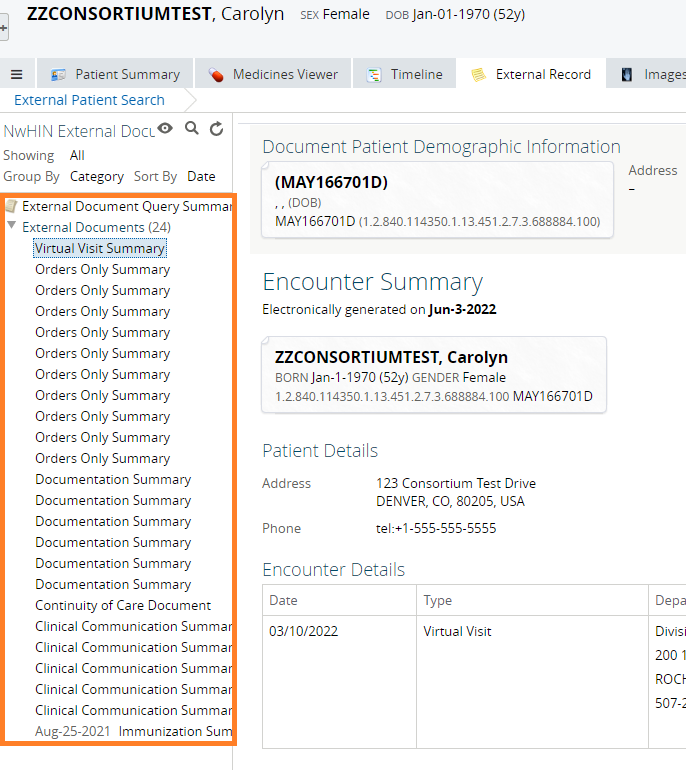 ZZCONSORTIUMTEST, Carolyn SEX Female DOB Jan-01-1970 (52y)
Patient Summary Medicines Viewer Timeline External Record Images
External Patient Search
NwHIN External Docu
Showing All
Group By Category Sort By Date
External Document Query Summar
External Documents (24)
Virtual Visit Summary
Orders Only Summary
Orders Only Summary
Orders Only Summary
Orders Only Summary
Orders Only Summary
Orders Only Summary
Orders Only Summary
Orders Only Summary
Orders Only Summary
Orders Only Summary
Documentation Summary
Documentation Summary
Documentation Summary
Documentation Summary
Documentation Summary
Documentation Summary
Continuity of Care Document
Clinical Communication Summar
Clinical Communication Summar
Clinical Communication Summar
Clinical Communication Summar
Clinical Communication Summar
Aug-25-2021 Immunization Sum
Document Patient Demographic Information
(MAY166701D)
, , (DOB)
MAY166701D (1.2.840.114350.1.13.451.2.7.3.688884.100)
Address
–
Encounter Summary
Electronically generated on Jun-3-2022
ZZCONSORTIUMTEST, Carolyn
BORN Jan-1-1970 (52y) GENDER Female
1.2.840.114350.1.13.451.2.7.3.688884.100 MAY166701D
Patient Details
Address 123 Consortium Test Drive
DENVER, CO, 80205, USA
Phone tel:+1-555-555-5555
Encounter Details
Date Type Depa
03/10/2022 Virtual Visit Divisi
200 1
ROCH
507-2